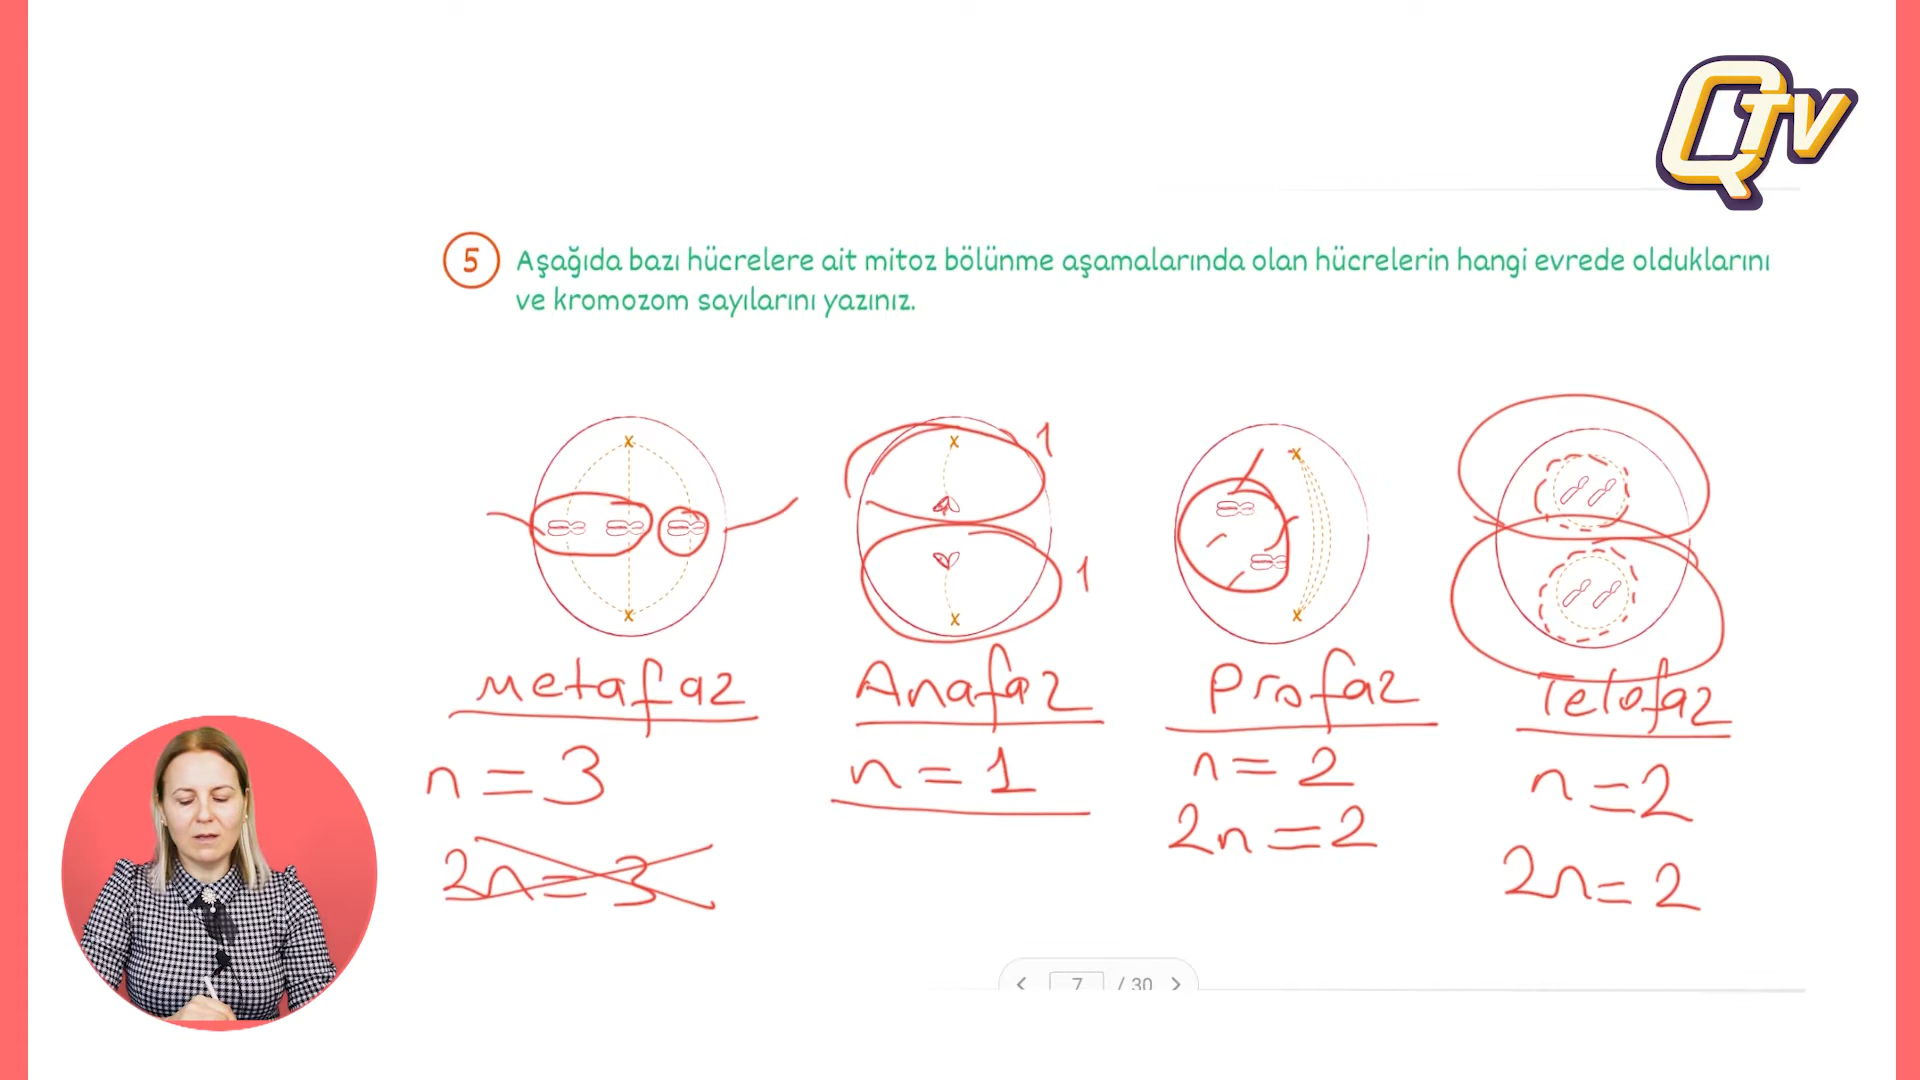 QTV
5 Aşağıda bazı hücrelere ait mitoz bölünme aşamalarında olan hücrelerin hangi evrede olduklarını
ve kromozom sayılarını yazınız.
1
1
Metafaz Anafaz Profaz Telofaz
n = 3 n = 1 n = 2 n = 2
2n = 3 2n = 2 2n = 2
< 7 / 30 >